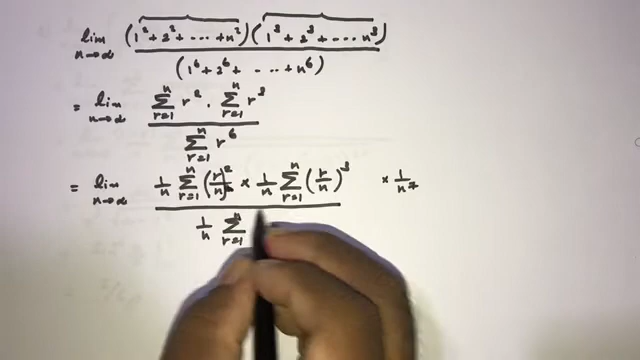 lim n→∞ (1² + 2² + ⋯ + n²)(1³ + 2³ + ⋯ n³) / (1⁶ + 2⁶ + ⋯ + n⁶)
= lim n→∞ ∑_{r=1}^{n} r² · ∑_{r=1}^{n} r³ / ∑_{r=1}^{n} r⁶
= lim n→∞ 1/n ∑_{r=1}^{n} (r/n)² × 1/n ∑_{r=1}^{n} (r/n)³ / 1/n ∑_{r=1}^{n} × 1/n⁷